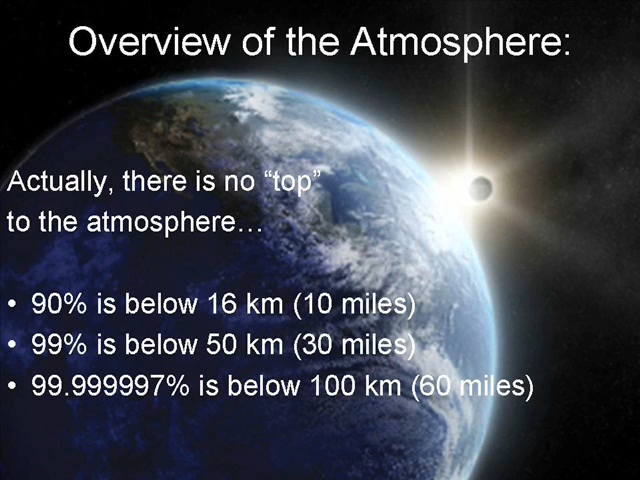 Overview of the Atmosphere:
Actually, there is no “top”
to the atmosphere…
• 90% is below 16 km (10 miles)
• 99% is below 50 km (30 miles)
• 99.999997% is below 100 km (60 miles)